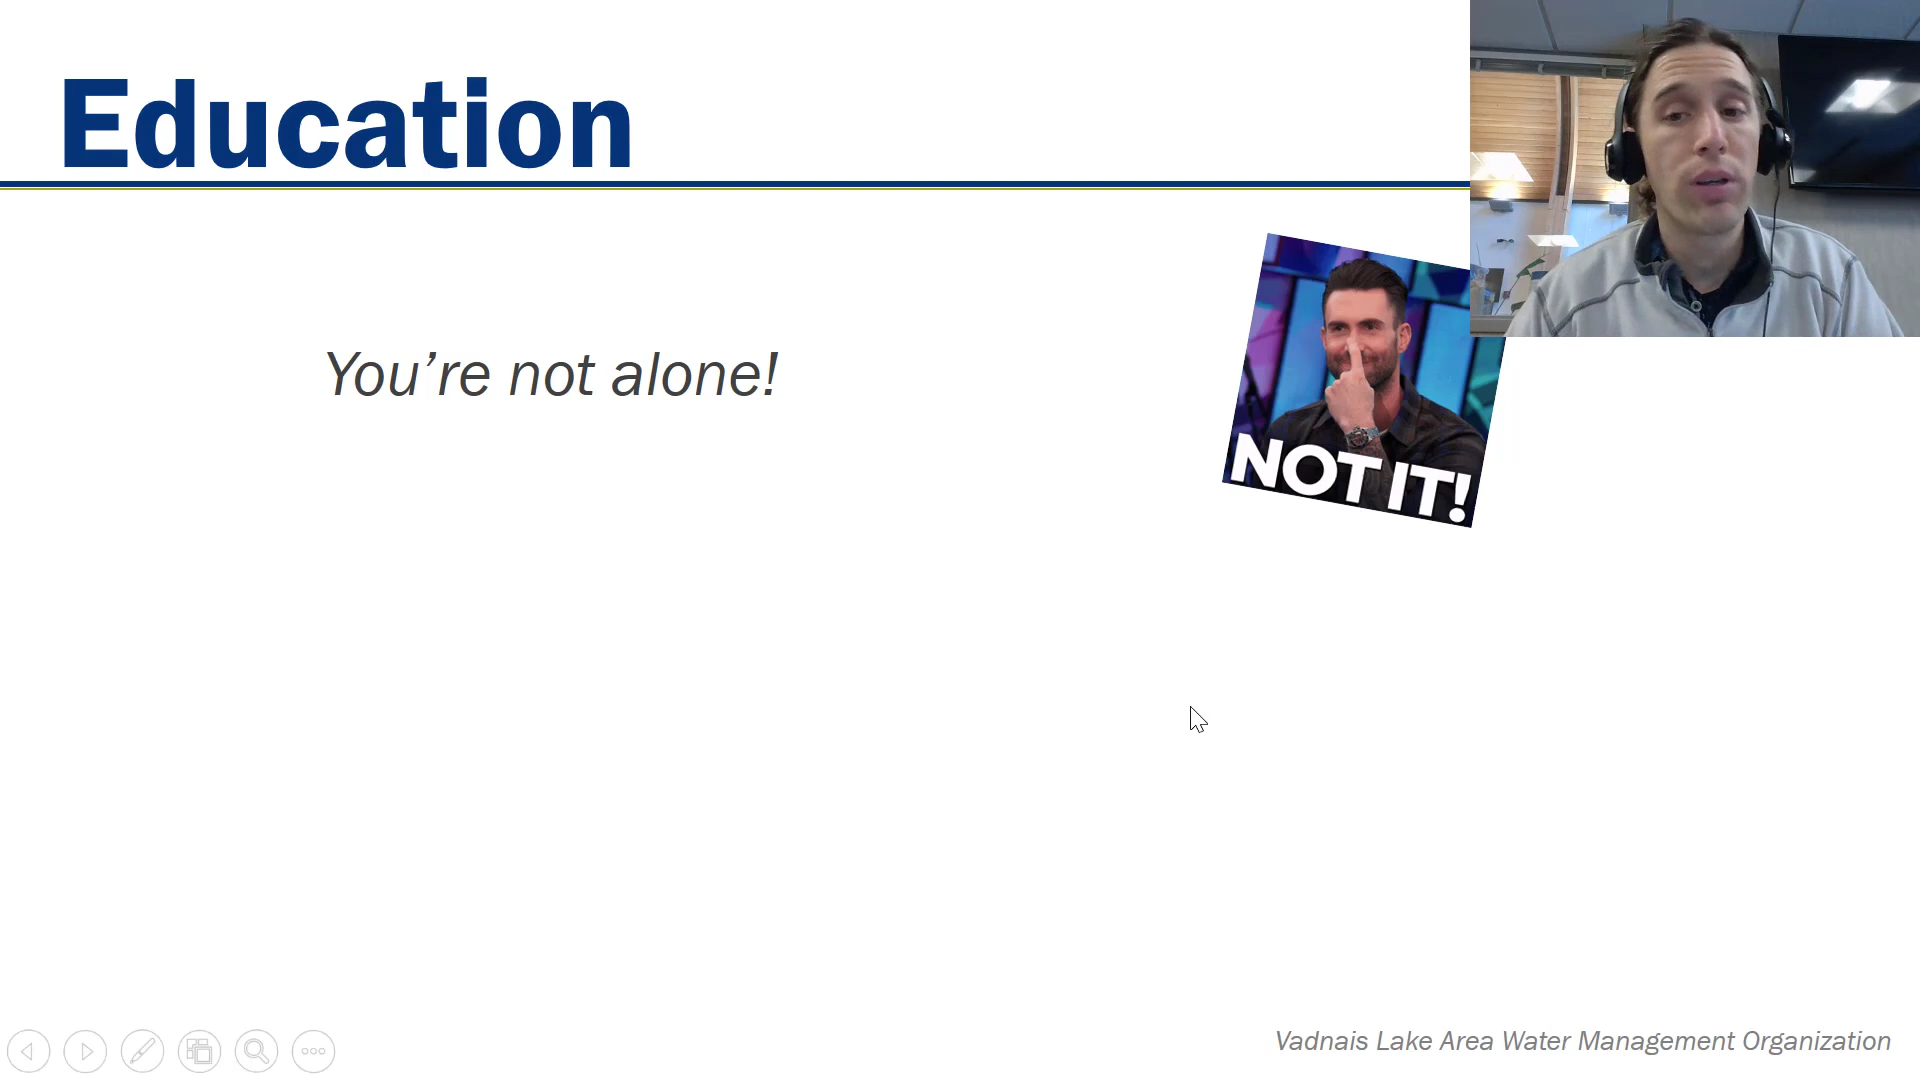 Education
You’re not alone!
NOT IT!
Vadnais Lake Area Water Management Organization